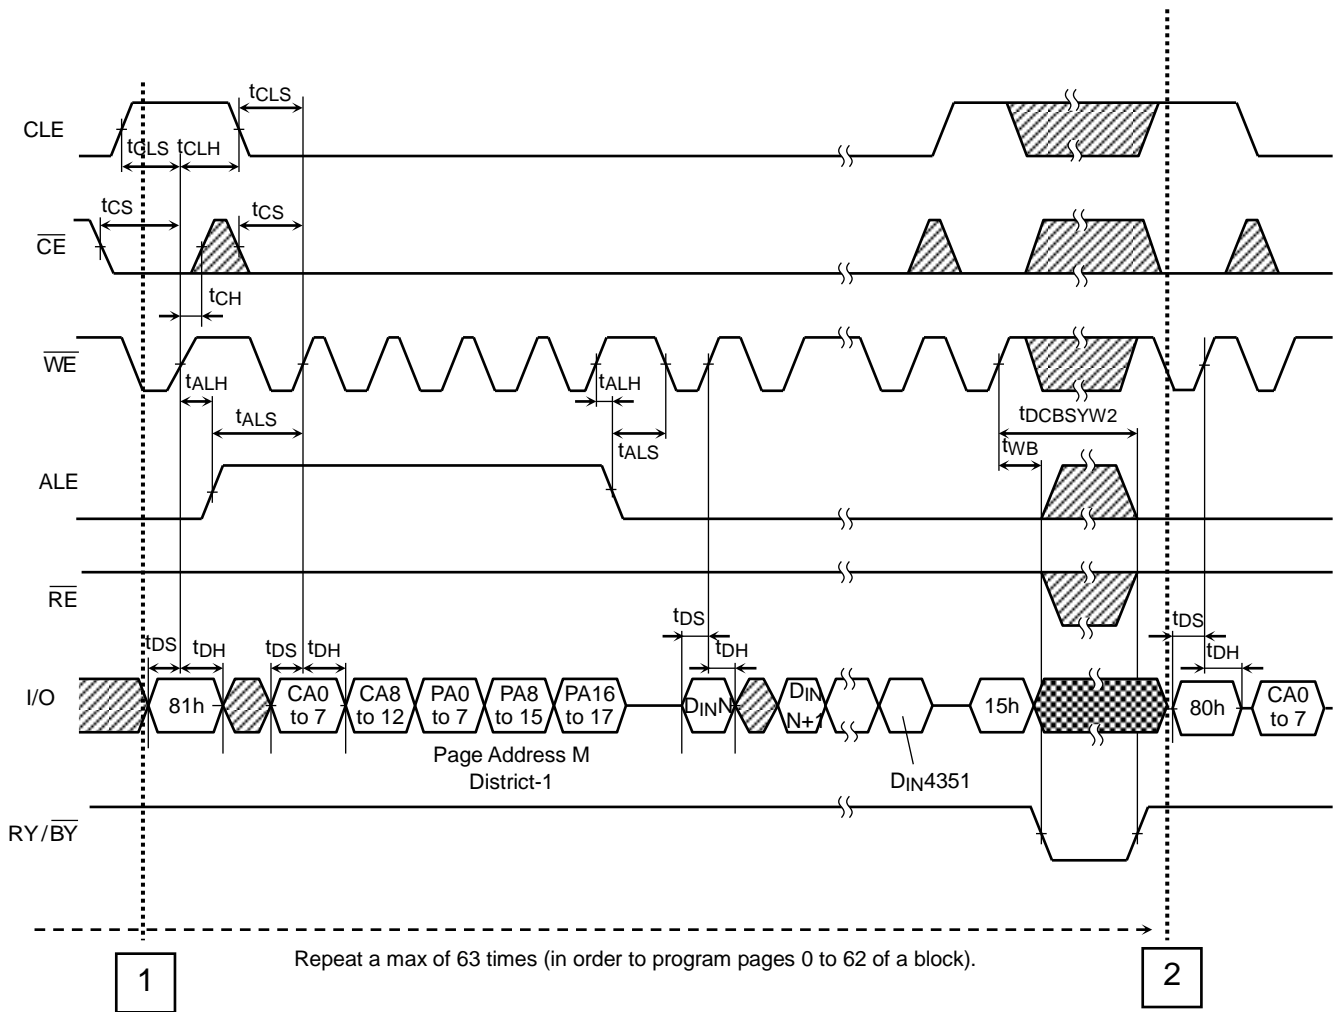 tCLS
CLE
tCLS tCLH
tCS tCS
CE
tCH
WE
tALH tALH
tALS tDCBSYW2
tALS tWB
ALE
RE
tDS tDH tDS tDH tDS tDH tDS tDH
I/O
81h
CA0 to 7
CA8 to 12
PA0 to 7
PA8 to 15
PA16 to 17
DINN
DIN N+1
15h
80h
CA0 to 7
Page Address M
District-1
DIN4351
RY/BY
Repeat a max of 63 times (in order to program pages 0 to 62 of a block).
1
2